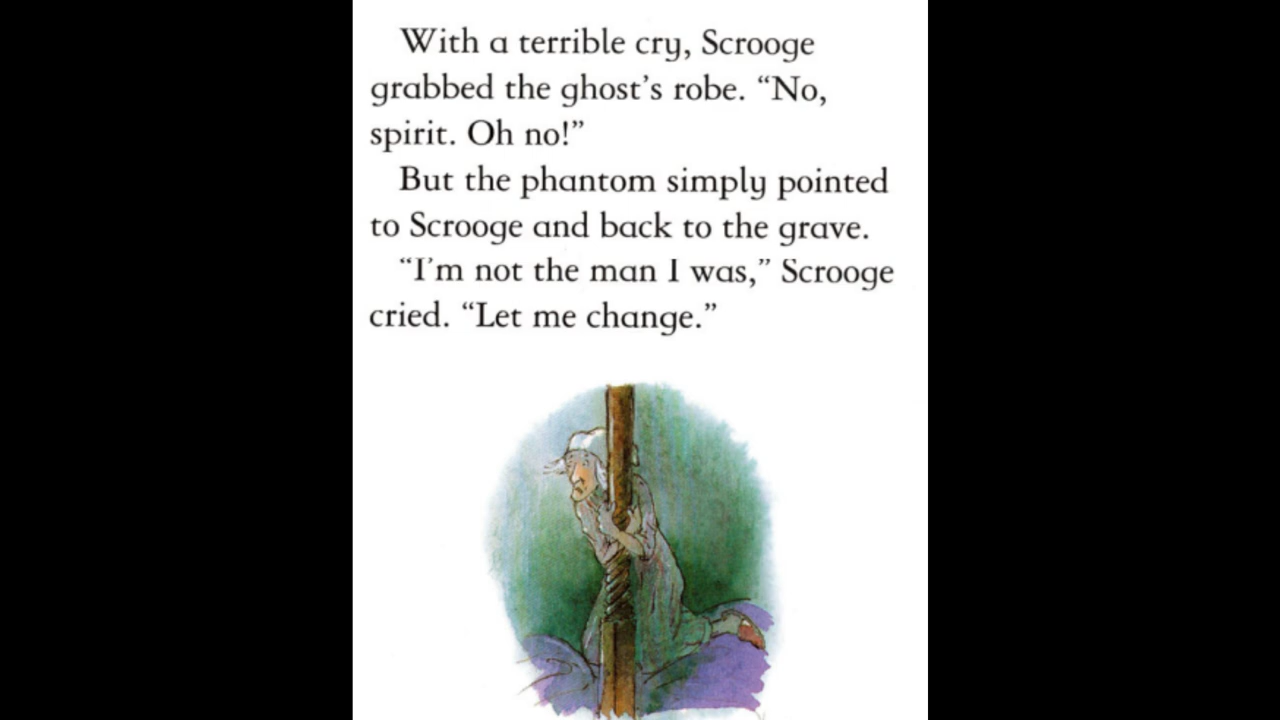 With a terrible cry, Scrooge
grabbed the ghost’s robe. “No,
spirit. Oh no!”
But the phantom simply pointed
to Scrooge and back to the grave.
“I’m not the man I was,” Scrooge
cried. “Let me change.”